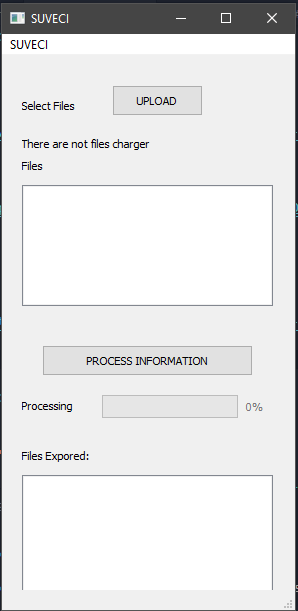 SUVECI
SUVECI
Select Files
UPLOAD
There are not files charger
Files
PROCESS INFORMATION
Processing
0%
Files Expored: